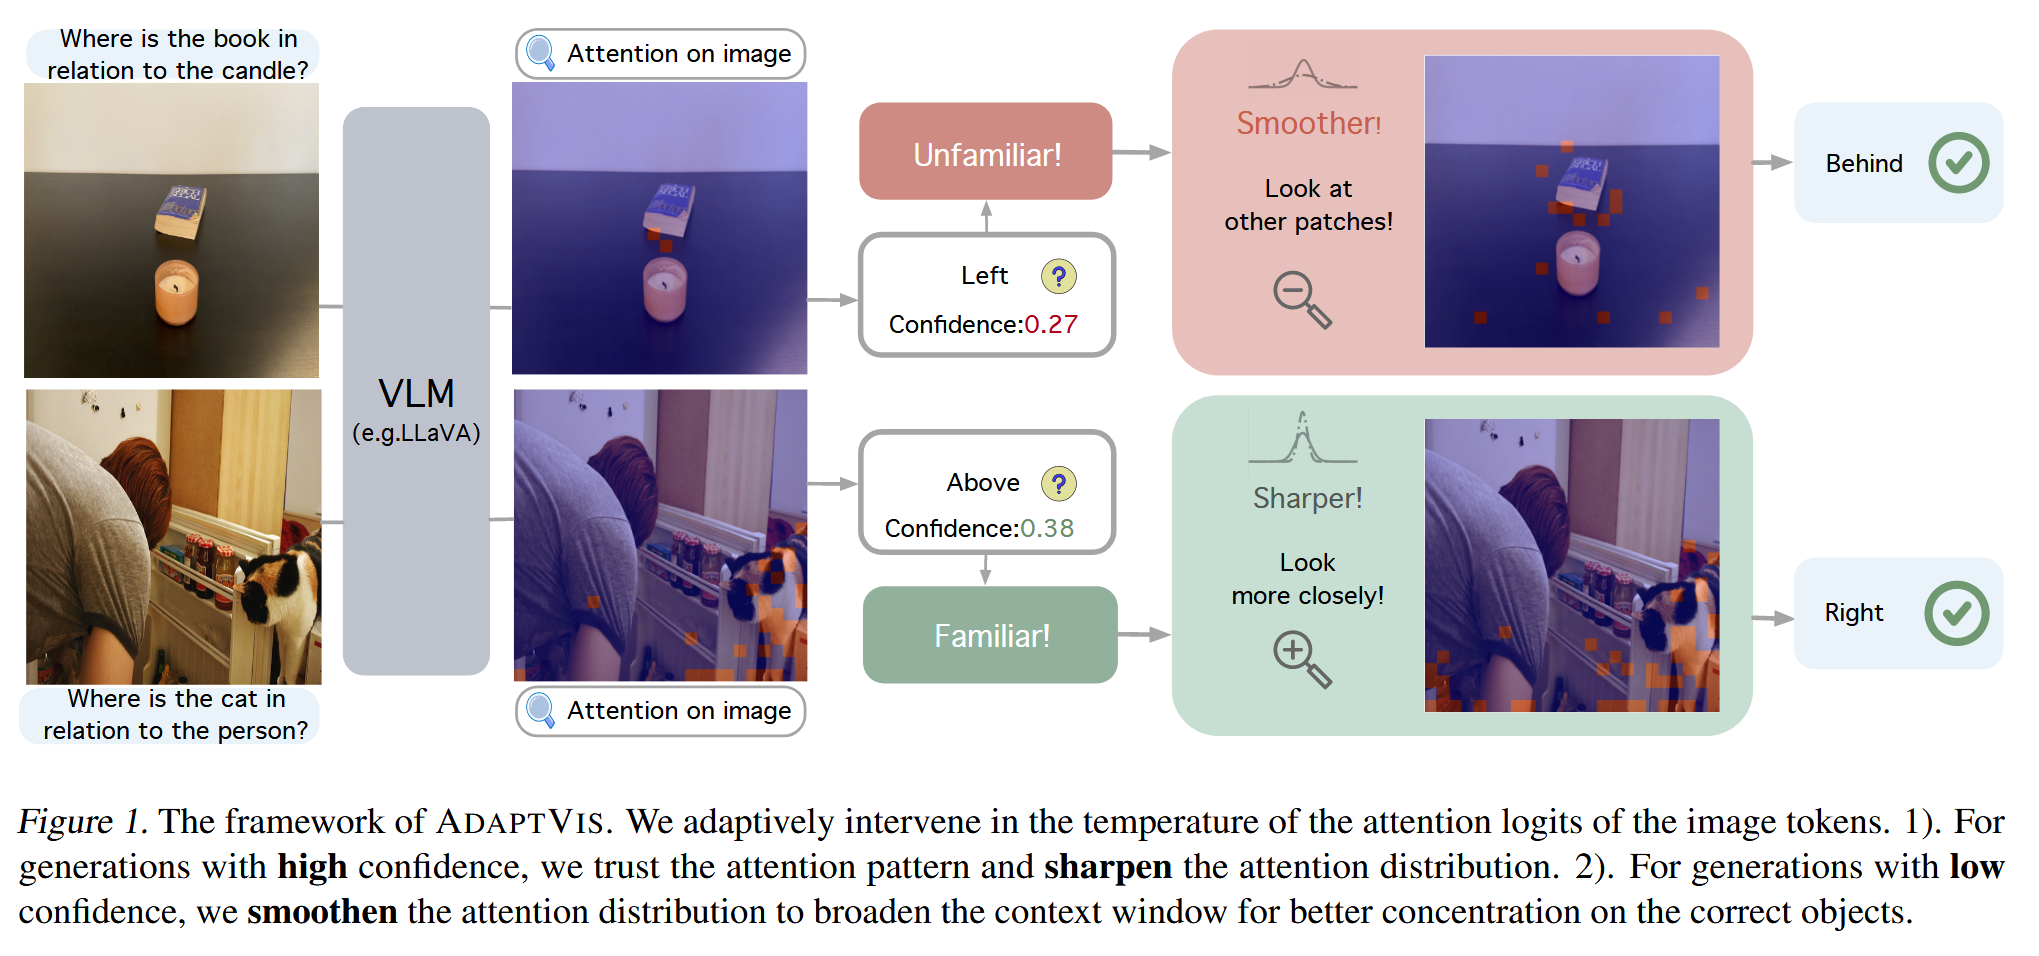 Where is the book in
relation to the candle?
Attention on image
Unfamiliar!
Left ?
Confidence:0.27
Smoother!
Look at
other patches!
Behind
VLM
(e.g.LLaVA)
Above ?
Confidence:0.38
Familiar!
Sharper!
Look
more closely!
Right
Where is the cat in
relation to the person?
Attention on image
Figure 1. The framework of ADAPTVIS. We adaptively intervene in the temperature of the attention logits of the image tokens. 1). For
generations with high confidence, we trust the attention pattern and sharpen the attention distribution. 2). For generations with low
confidence, we smoothen the attention distribution to broaden the context window for better concentration on the correct objects.